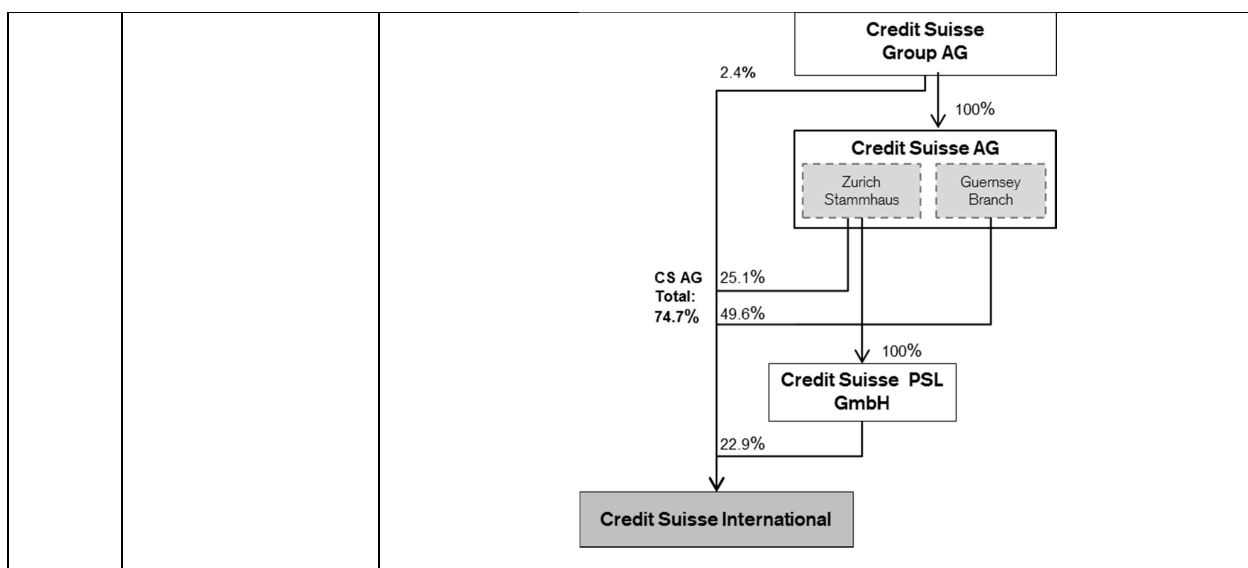 Credit Suisse
Group AG
2.4%
100%
Credit Suisse AG
Zurich
Stammhaus
Guernsey
Branch
CS AG
Total:
74.7%
25.1%
49.6%
100%
Credit Suisse PSL
GmbH
22.9%
Credit Suisse International